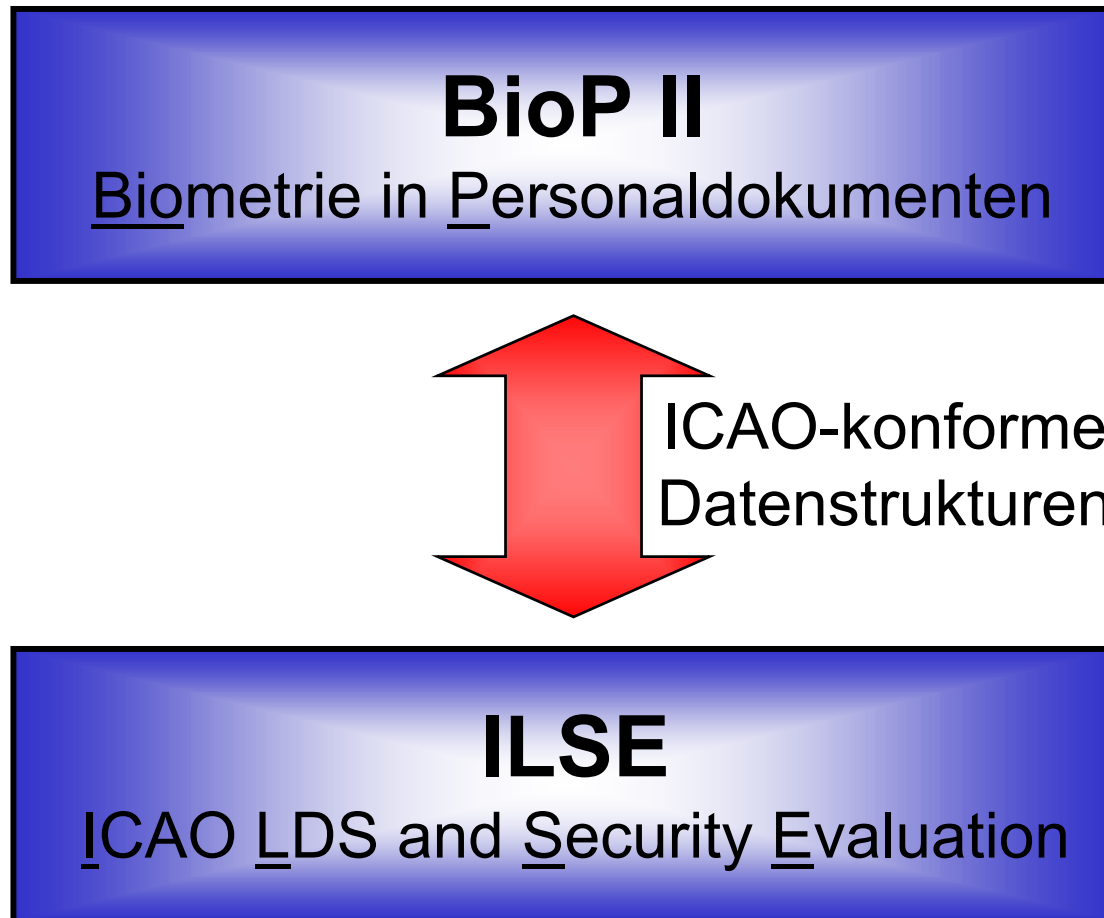 BioP II
Biometrie in Personaldokumenten
ICAO-konforme
Datenstrukturen
ILSE
ICAO LDS and Security Evaluation